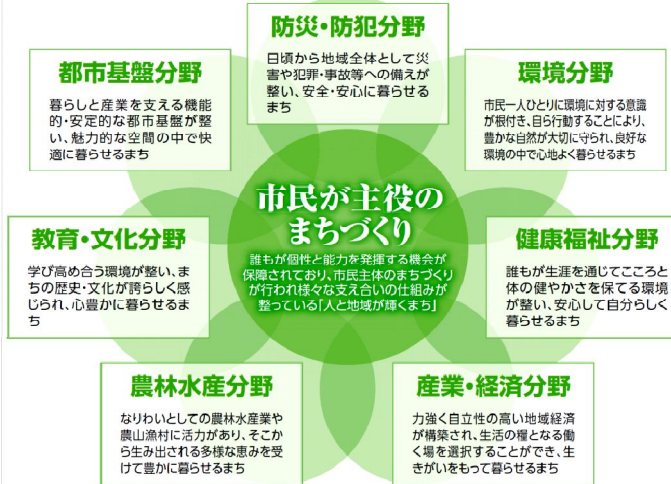 防災・防犯分野
日頃から地域全体として災
害や犯罪・事故等への備えが
整い、安全・安心に暮らせる
まち
都市基盤分野
暮らしと産業を支える機能
的・安定的な都市基盤が整
い、魅力的な空間の中で快
適に暮らせるまち
環境分野
市民一人ひとりに環境に対する意識
が根付き、自ら行動することにより、
豊かな自然が大切に守られ、良好な
環境の中で心地よく暮らせるまち
市民が主役の
まちづくり
誰もが個性と能力を発揮する機会が
保障されており、市民主体のまちづくり
が行われ様々な支え合いの仕組みが
整っている「人と地域が輝くまち」
教育・文化分野
学び高め合う環境が整い、ま
ちの歴史・文化が誇らしく感
じられ、心豊かに暮らせるま
ち
健康福祉分野
誰もが生涯を通じてこころと
体の健やかさを保てる環境
が整い、安心して自分らしく
暮らせるまち
農林水産分野
なりわいとしての農林水産業や
農山漁村に活力があり、そこか
ら生み出される多様な恵みを受
けて豊かに暮らせるまち
産業・経済分野
力強く自立性の高い地域経済
が構築され、生活の糧となる働
く場を選択することができ、生
きがいをもって暮らせるまち